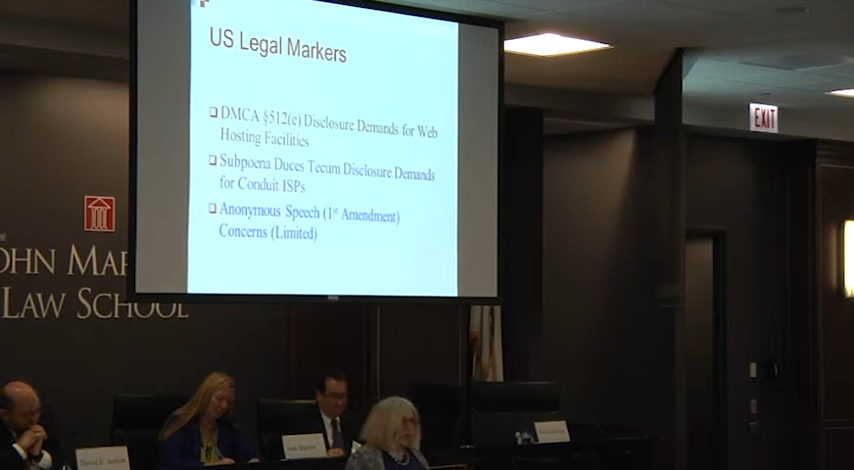 US Legal Markers
❑ DMCA §512(c) Disclosure Demands for Web
Hosting Facilities
❑ Subpoena Duces Tecum Disclosure Demands
for Conduit ISPs
❑ Anonymous Speech (1st Amendment)
Concerns (Limited)
EXIT
OHN MAR
LAW SCHOOL
David E.